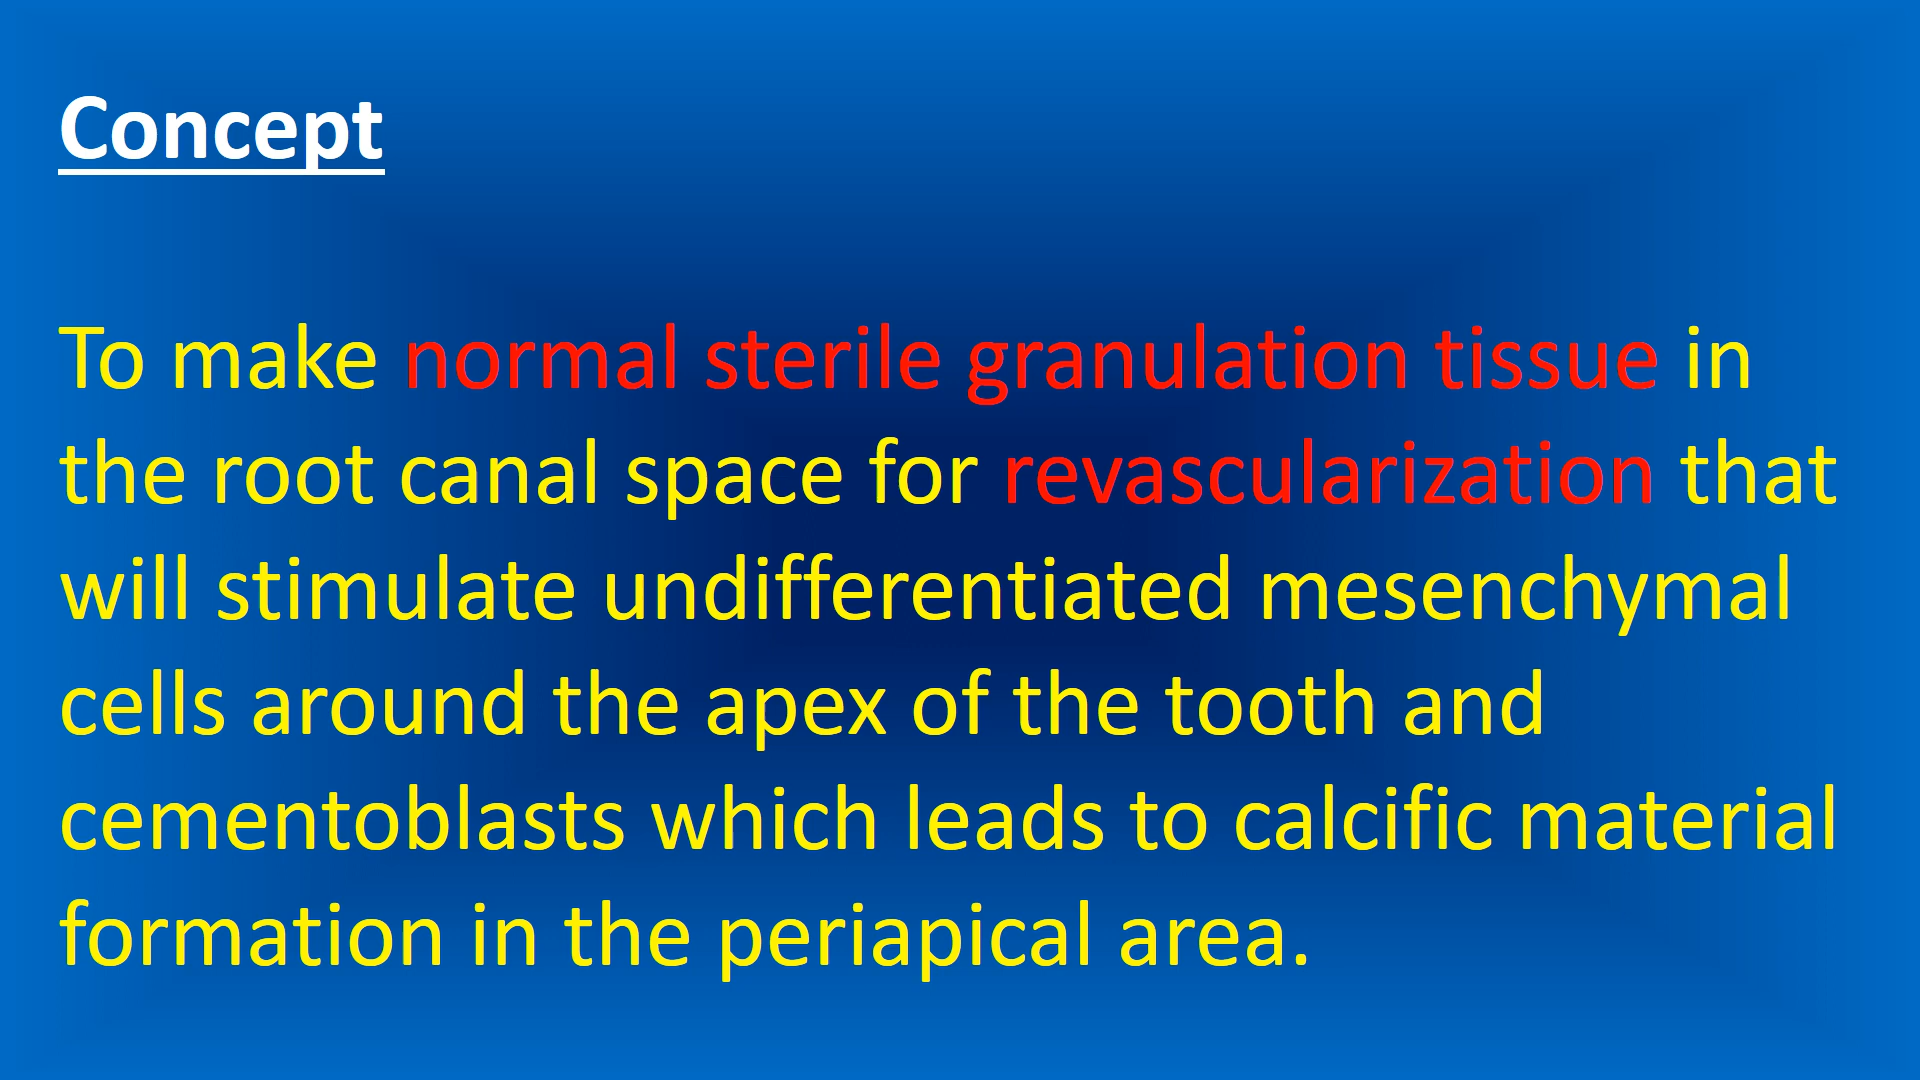 Concept
To make normal sterile granulation tissue in
the root canal space for revascularization that
will stimulate undifferentiated mesenchymal
cells around the apex of the tooth and
cementoblasts which leads to calcific material
formation in the periapical area.